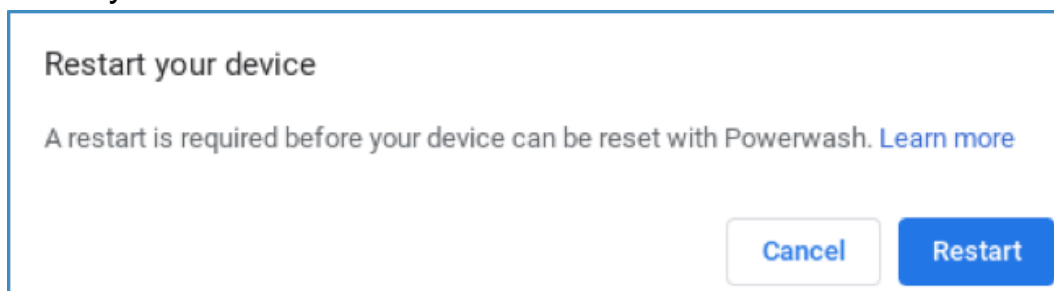 Restart your device
A restart is required before your device can be reset with Powerwash. Learn more
Cancel Restart